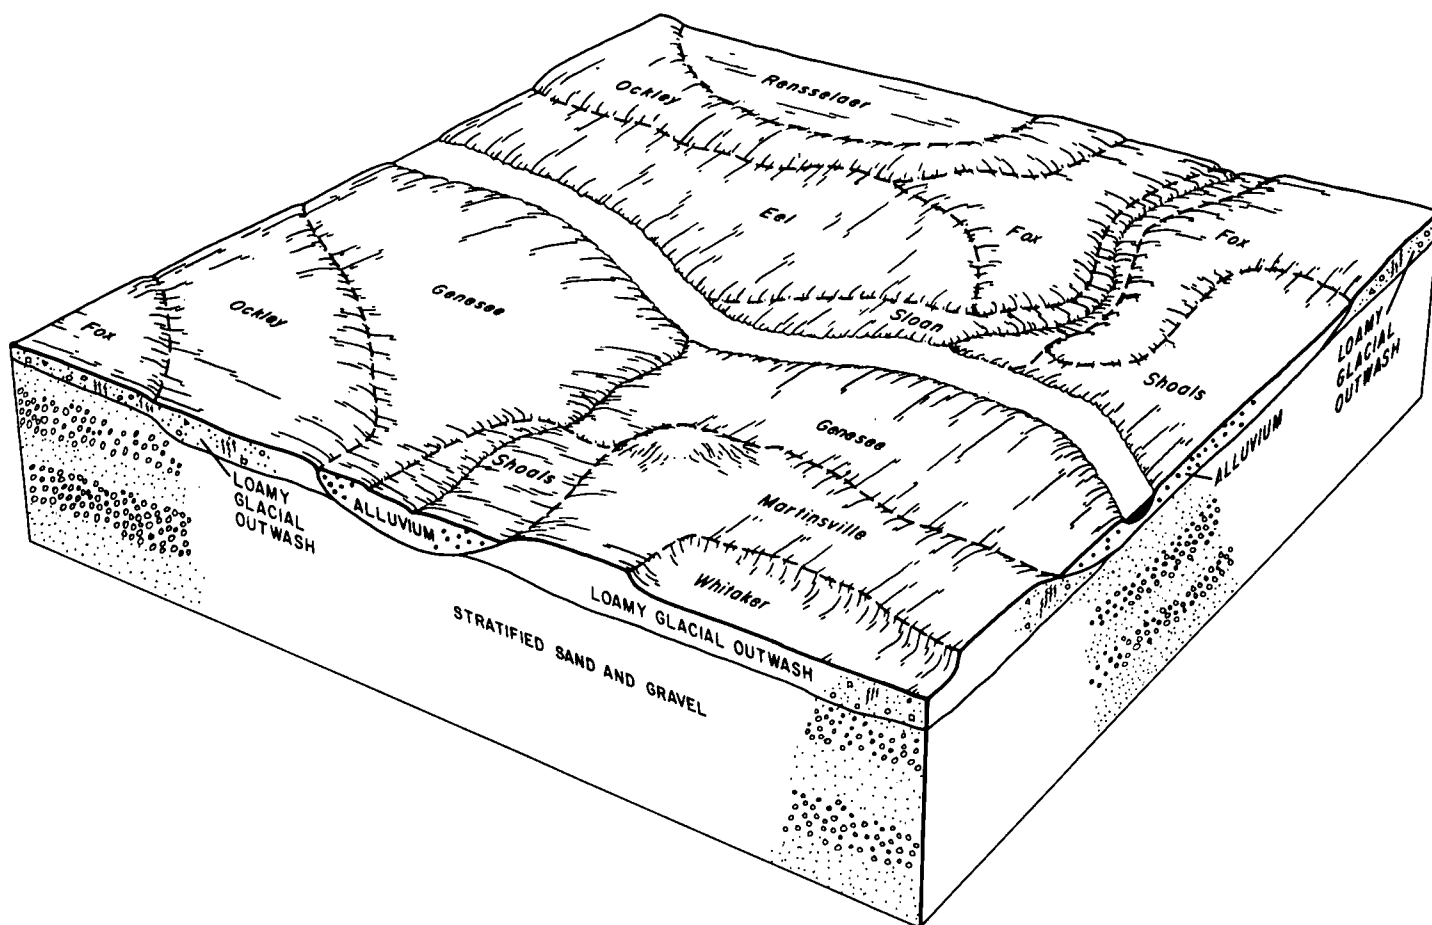 Rensselaer
Ockley
Eel
Fox
Fox
Genesee
Ockley
Fox
Sloan
Shoals
Genesee
Shoals
Martinsville
Whitaker
LOAMY
GLACIAL
OUTWASH
ALLUVIUM
LOAMY
GLACIAL
OUTWASH
ALLUVIUM
LOAMY GLACIAL OUTWASH
STRATIFIED SAND AND GRAVEL